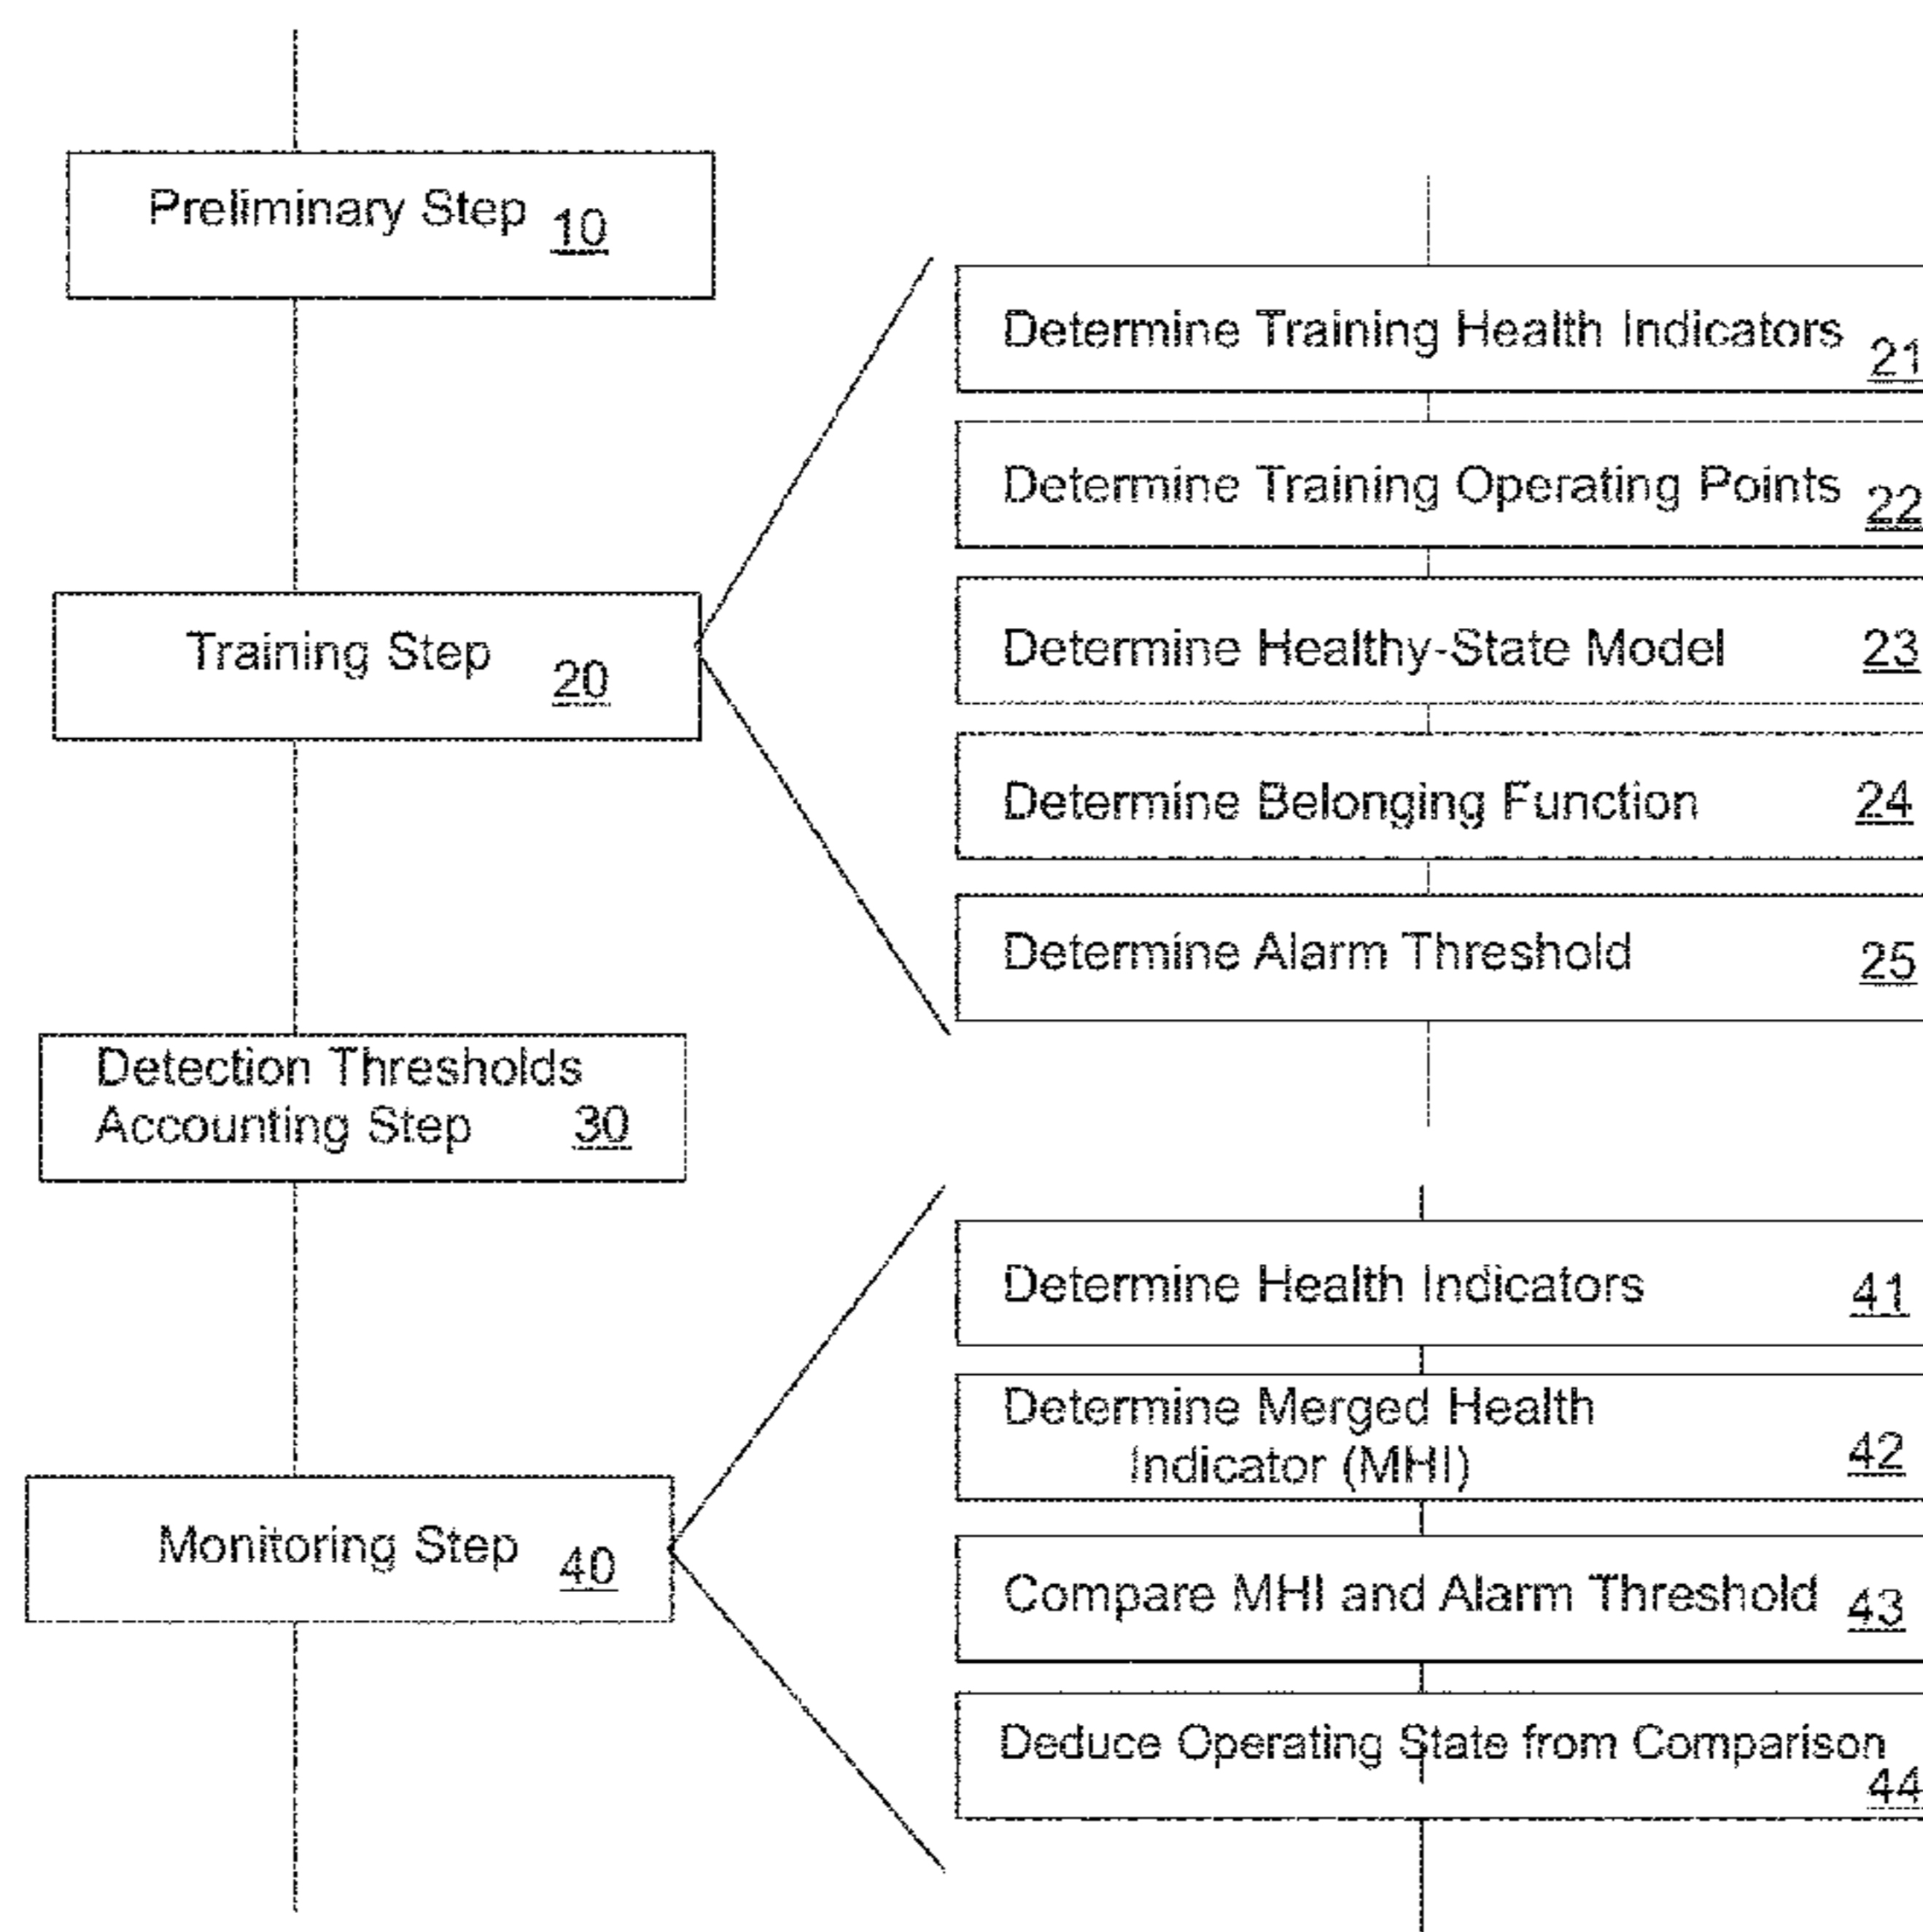 Preliminary Step 10
Training Step 20
Detection Thresholds
Accounting Step 30
Monitoring Step 40
Determine Training Health Indicators 21
Determine Training Operating Points 22
Determine Healthy-State Model 23
Determine Belonging Function 24
Determine Alarm Threshold 25
Determine Health Indicators 41
Determine Merged Health
Indicator (MHI) 42
Compare MHI and Alarm Threshold 43
Deduce Operating State from Comparison
44